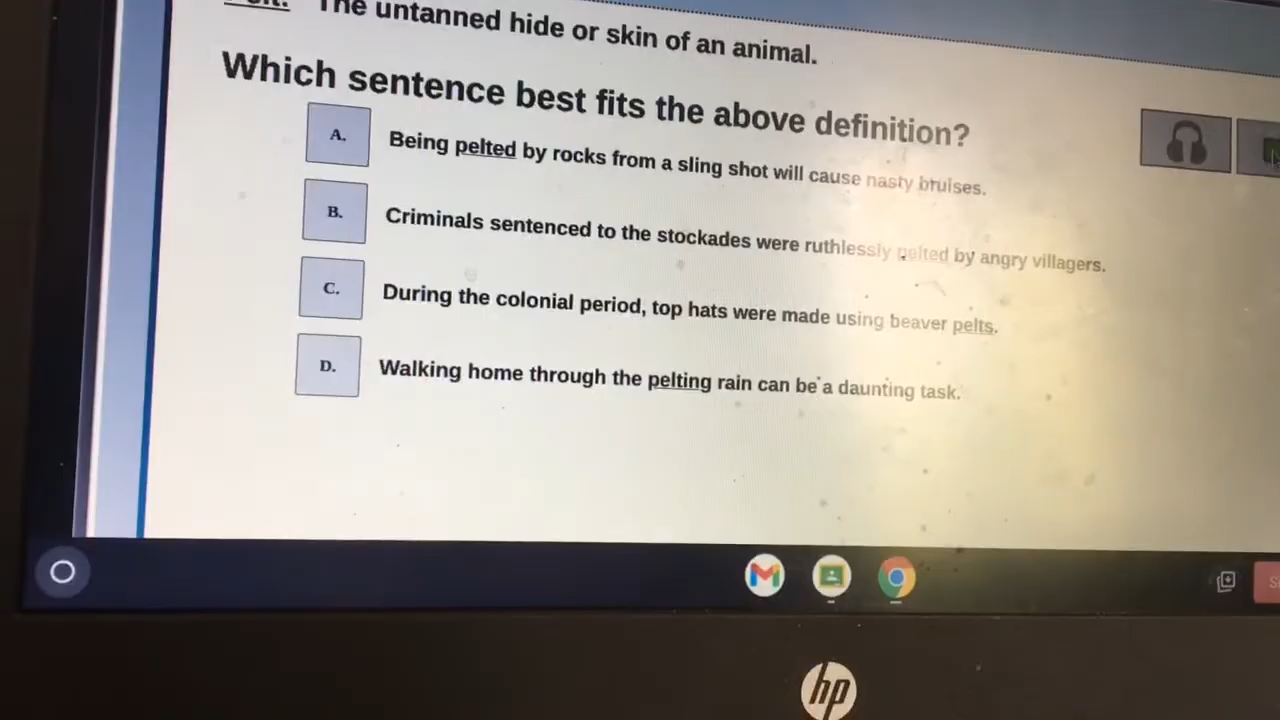 The untanned hide or skin of an animal.
Which sentence best fits the above definition?
A. Being pelted by rocks from a sling shot will cause nasty bruises.
B. Criminals sentenced to the stockades were ruthlessly pelted by angry villagers.
C. During the colonial period, top hats were made using beaver pelts.
D. Walking home through the pelting rain can be a daunting task.
hp